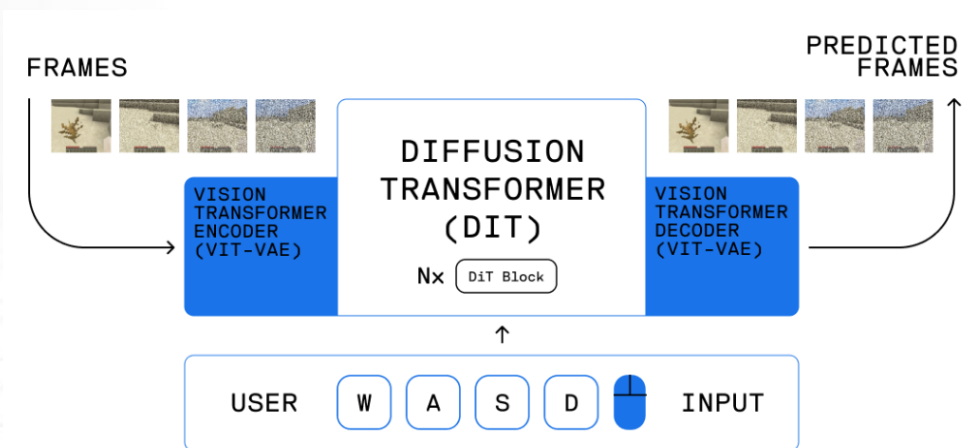 FRAMES
PREDICTED
FRAMES
VISION
TRANSFORMER
ENCODER
(VIT-VAE)
DIFFUSION
TRANSFORMER
(DIT)
N× DiT Block
VISION
TRANSFORMER
DECODER
(VIT-VAE)
USER W A S D INPUT